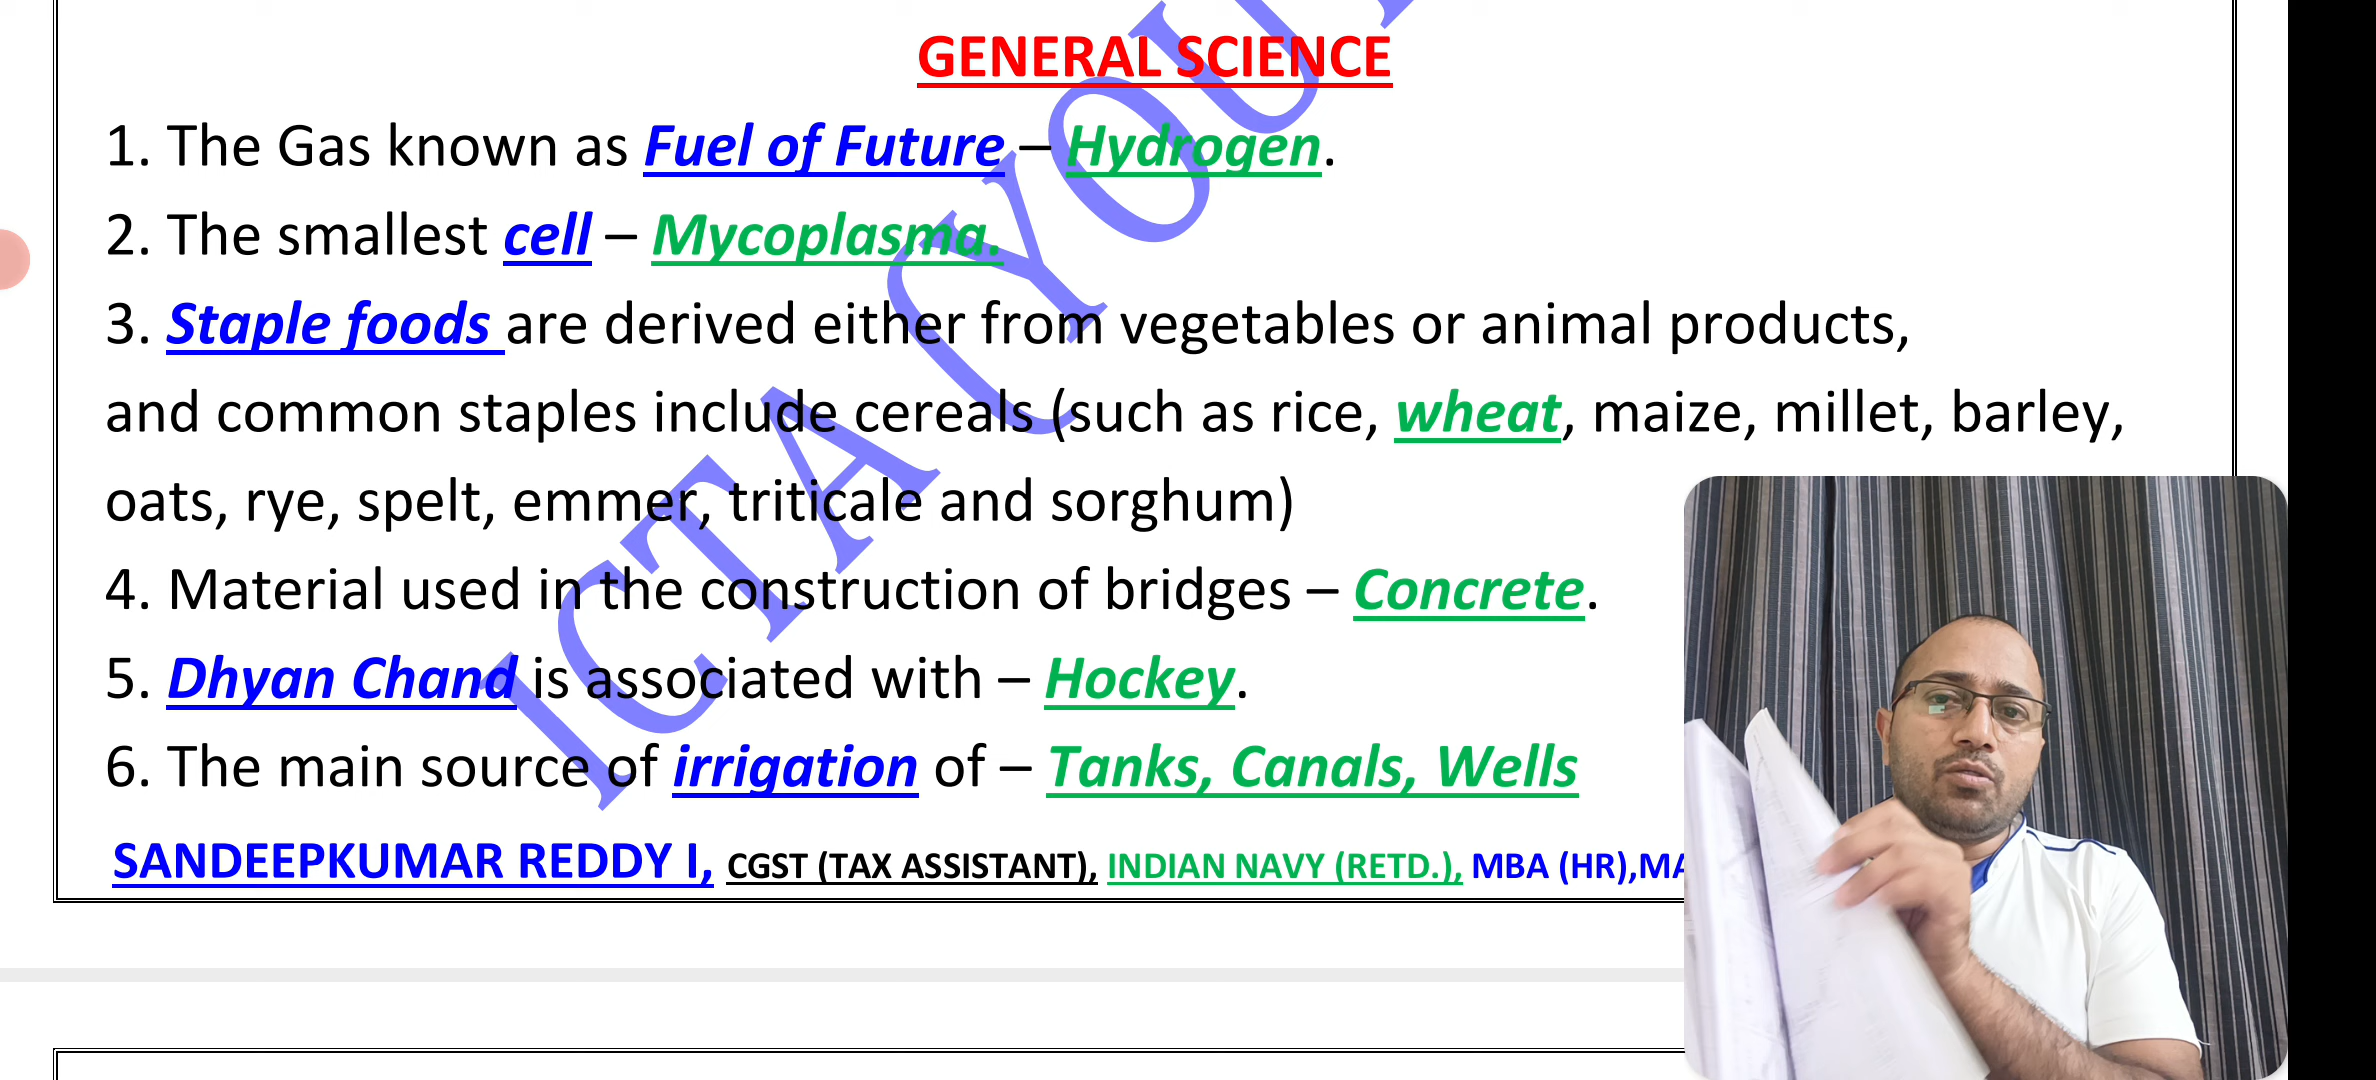 GENERAL SCIENCE
1. The Gas known as Fuel of Future – Hydrogen.
2. The smallest cell – Mycoplasma.
3. Staple foods are derived either from vegetables or animal products,
and common staples include cereals (such as rice, wheat, maize, millet, barley,
oats, rye, spelt, emmer, triticale and sorghum)
4. Material used in the construction of bridges – Concrete.
5. Dhyan Chand is associated with – Hockey.
6. The main source of irrigation of – Tanks, Canals, Wells
SANDEEPKUMAR REDDY I, CGST (TAX ASSISTANT), INDIAN NAVY (RETD.), MBA (HR),
ICTA (YOU